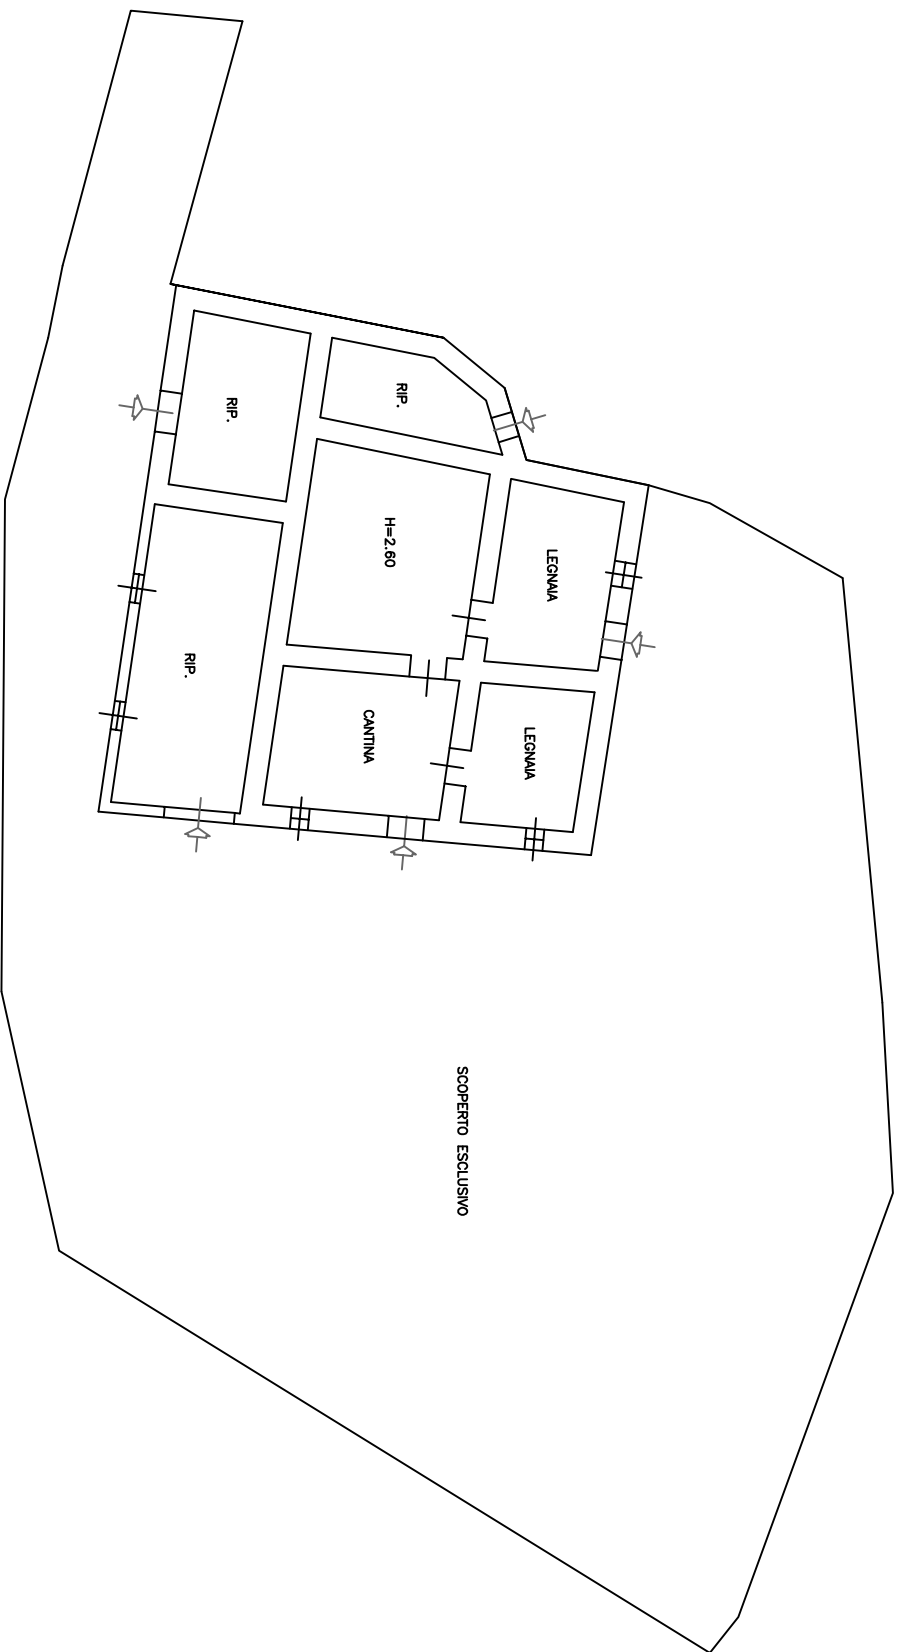 RIP.
RIP.
H=2.60
LEGNAIA
RIP.
CANTINA
LEGNAIA
SCOPERTO ESCLUSIVO